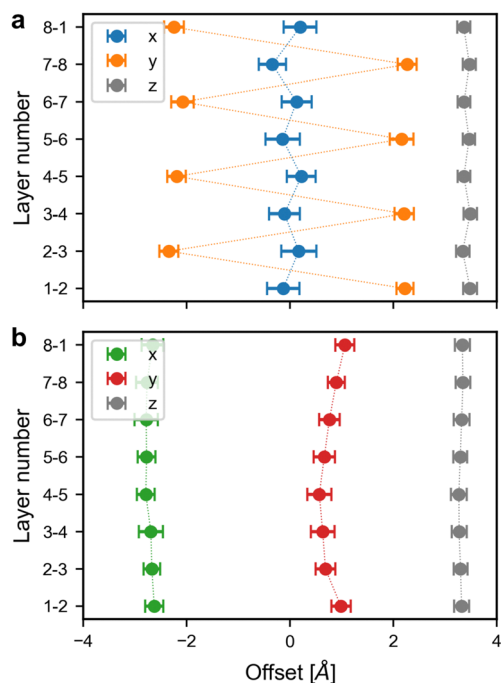 a
Layer number
8-1
7-8
6-7
5-6
4-5
3-4
2-3
1-2
x
y
z
b
Layer number
8-1
7-8
6-7
5-6
4-5
3-4
2-3
1-2
x
y
z
−4
−2
0
2
4
Offset [Å]